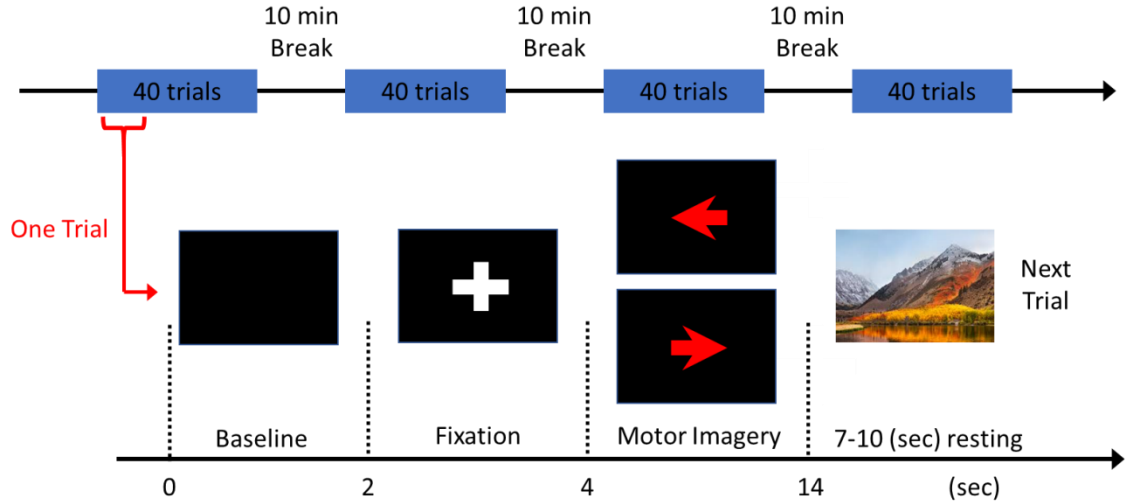 10 min
Break
10 min
Break
10 min
Break
40 trials
40 trials
40 trials
40 trials
One Trial
Next
Trial
Baseline
Fixation
Motor Imagery
7-10 (sec) resting
0
2
4
14
(sec)